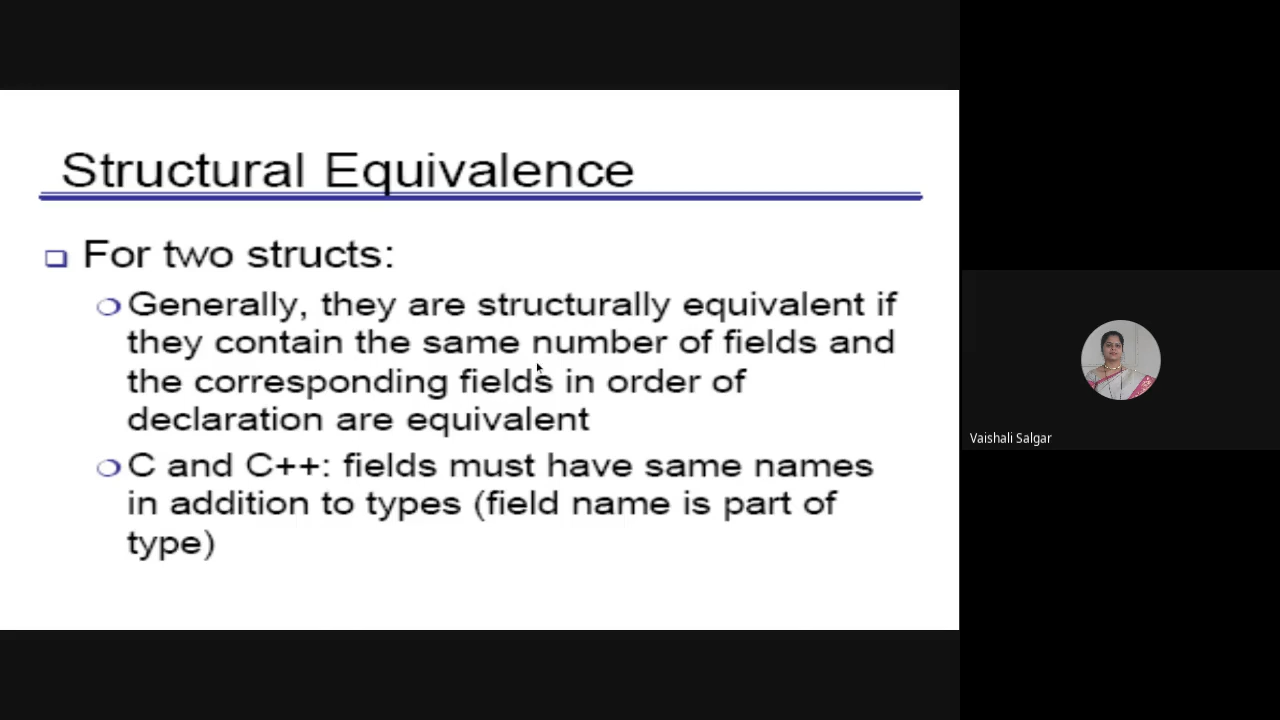 Structural Equivalence
For two structs:
Generally, they are structurally equivalent if
they contain the same number of fields and
the corresponding fields in order of
declaration are equivalent
C and C++: fields must have same names
in addition to types (field name is part of
type)
Vaishali Salgar